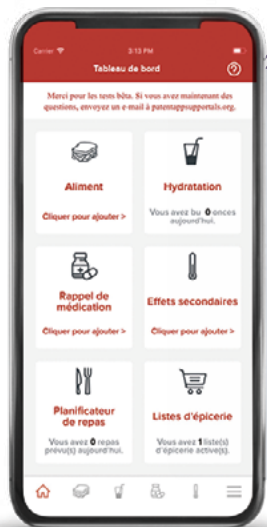 Carrier
3:13 PM
Tableau de bord
Merci pour les tests bêta. Si vous avez maintenant des
questions, envoyez un e-mail à patentappsupportals.org.
Aliment
Cliquer pour ajouter >
Hydratation
Vous avez bu 0 onces
aujourd'hui.
Rappel de
médication
Cliquer pour ajouter >
Effets secondaires
Cliquer pour ajouter >
Planificateur
de repas
Vous avez 0 repas
prévu(s) aujourd'hui.
Listes d'épicerie
Vous avez 1 liste(s)
d'épicerie active(s).